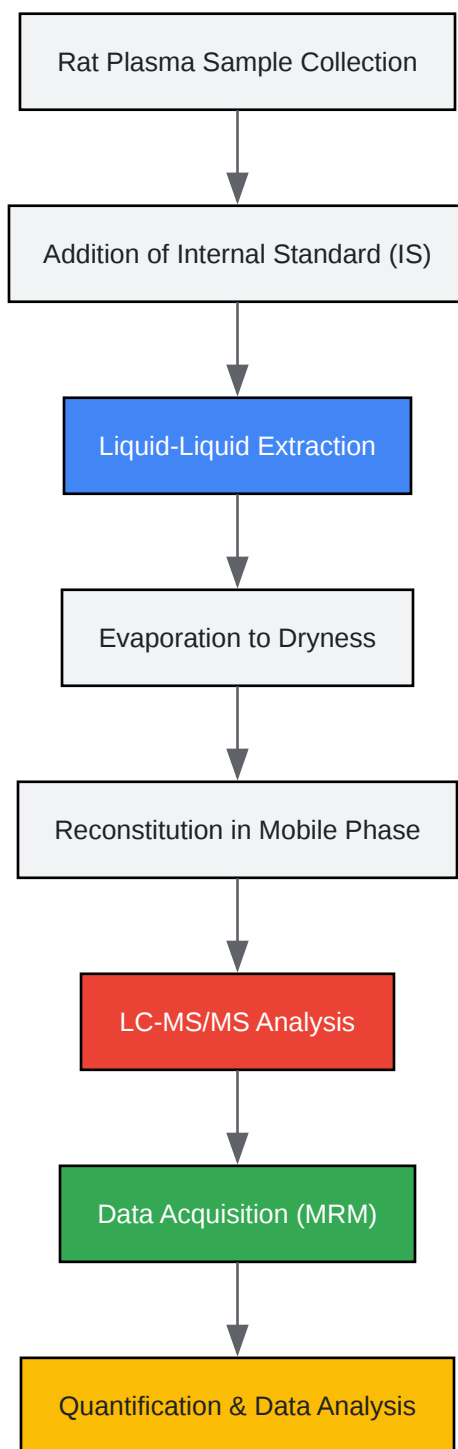 Rat Plasma Sample Collection
Addition of Internal Standard (IS)
Liquid-Liquid Extraction
Evaporation to Dryness
Reconstitution in Mobile Phase
LC-MS/MS Analysis
Data Acquisition (MRM)
Quantification & Data Analysis